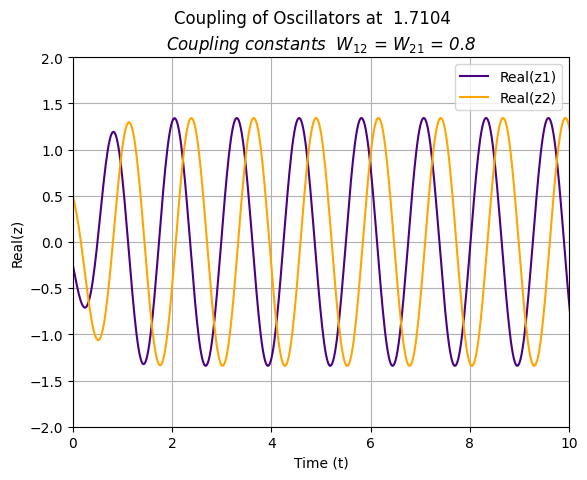 Coupling of Oscillators at 1.7104
Coupling constants W₁₂ = W₂₁ = 0.8
Real(z1)
Real(z2)
Real(z)
2.0
1.5
1.0
0.5
0.0
−0.5
−1.0
−1.5
−2.0
0 2 4 6 8 10
Time (t)